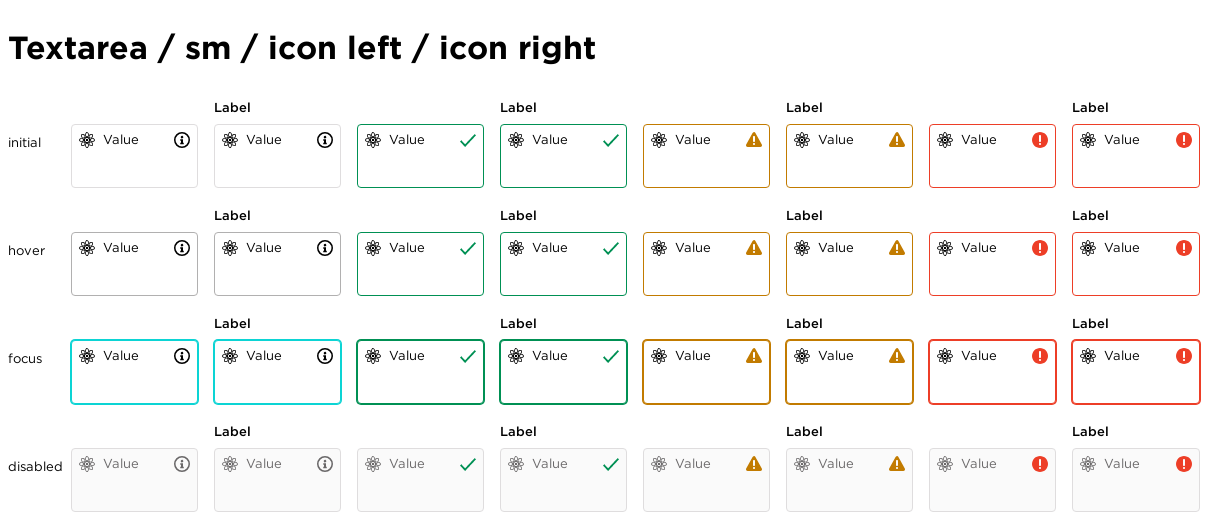 Textarea / sm / icon left / icon right
Label Label Label Label
initial Value Value Value Value Value Value Value Value
Label Label Label Label
hover Value Value Value Value Value Value Value Value
Label Label Label Label
focus Value Value Value Value Value Value Value Value
Label Label Label Label
disabled Value Value Value Value Value Value Value Value